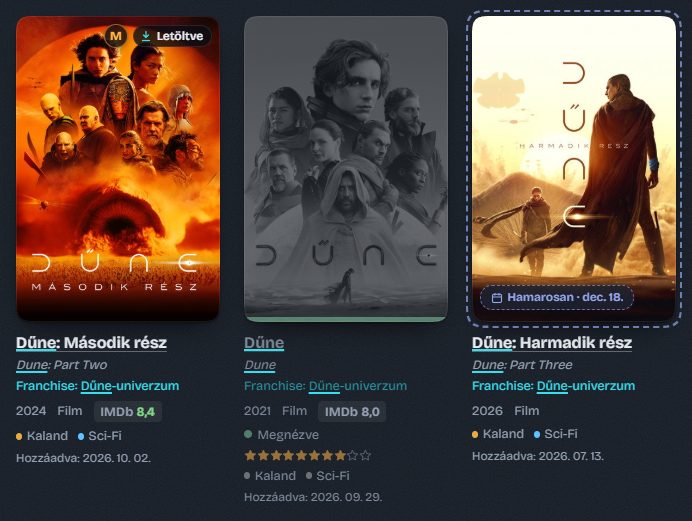 M
Letöltve
DŰNE
MÁSODIK RÉSZ
Dűne: Második rész
Dune: Part Two
Franchise: Dűne-univerzum
2024 Film IMDb 8,4
Kaland Sci-Fi
Hozzáadva: 2026. 10. 02.
DŰNE
Dűne
Dune
Franchise: Dűne-univerzum
2021 Film IMDb 8,0
Megnézve
Kaland Sci-Fi
Hozzáadva: 2026. 09. 29.
DŰNE
HARMADIK RÉSZ
Hamarosan · dec. 18.
Dűne: Harmadik rész
Dune: Part Three
Franchise: Dűne-univerzum
2026 Film
Kaland Sci-Fi
Hozzáadva: 2026. 07. 13.